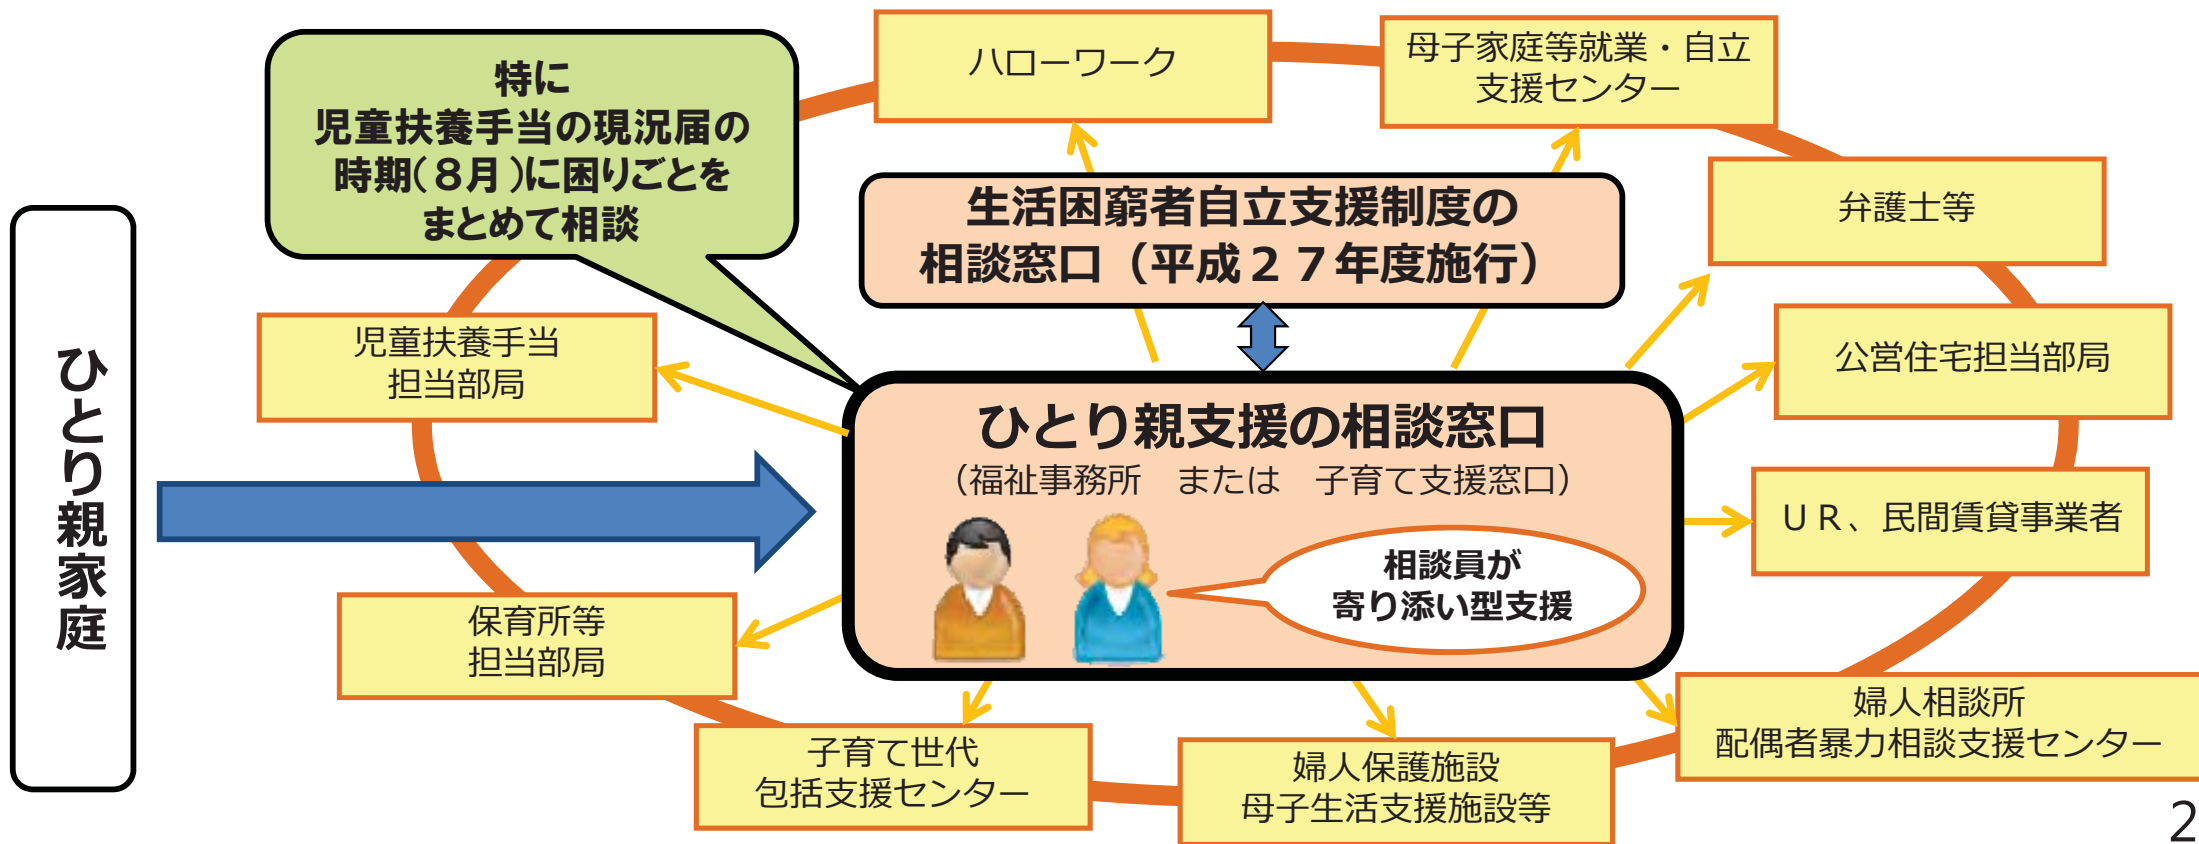 ひとり親家庭
特に
児童扶養手当の現況届の
時期(８月)に困りごとを
まとめて相談
ハローワーク
母子家庭等就業・自立
支援センター
生活困窮者自立支援制度の
相談窓口（平成２７年度施行）
弁護士等
児童扶養手当
担当部局
公営住宅担当部局
ひとり親支援の相談窓口
（福祉事務所　または　子育て支援窓口）
相談員が
寄り添い型支援
ＵＲ、民間賃貸事業者
保育所等
担当部局
子育て世代
包括支援センター
婦人保護施設
母子生活支援施設等
婦人相談所
配偶者暴力相談支援センター
2